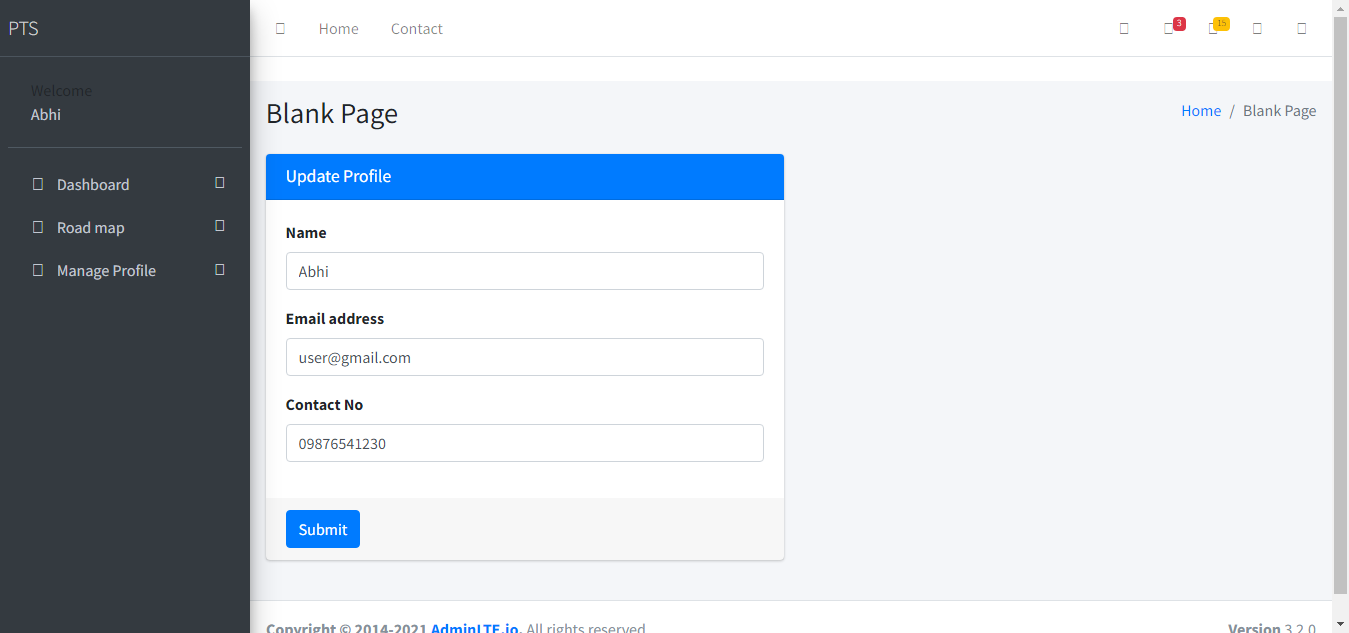 PTS
Home Contact
3
15
Welcome
Abhi
Dashboard
Road map
Manage Profile
Blank Page
Home / Blank Page
Update Profile
Name
Abhi
Email address
user@gmail.com
Contact No
09876541230
Submit
Copyright © 2014-2021 AdminLTE.io. All rights reserved.
Version 3.2.0